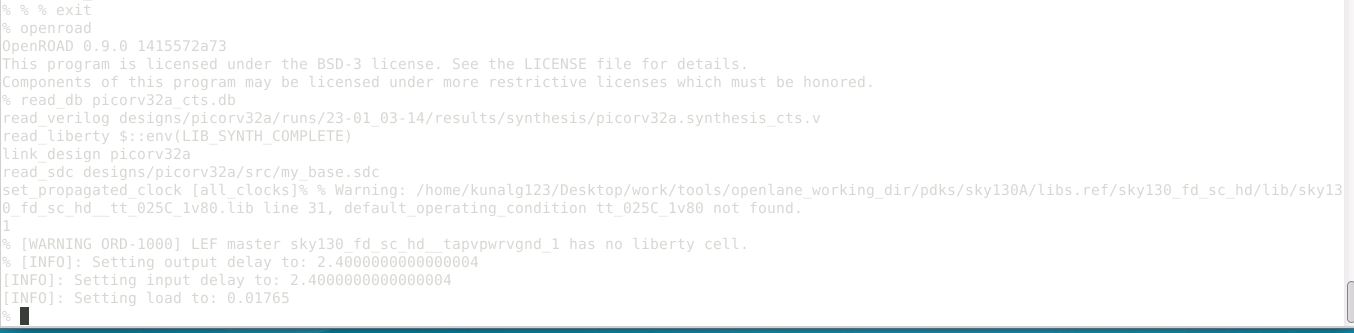 % % % exit
% openroad
OpenROAD 0.9.0 1415572a73
This program is licensed under the BSD-3 license. See the LICENSE file for details.
Components of this program may be licensed under more restrictive licenses which must be honored.
% read_db picorv32a_cts.db
read_verilog designs/picorv32a/runs/23-01_03-14/results/synthesis/picorv32a.synthesis_cts.v
read_liberty $::env(LIB_SYNTH_COMPLETE)
link_design picorv32a
read_sdc designs/picorv32a/src/my_base.sdc
set_propagated_clock [all_clocks]% % Warning: /home/kunalg123/Desktop/work/tools/openlane_working_dir/pdks/sky130A/libs.ref/sky130_fd_sc_hd/lib/sky13
0_fd_sc_hd__tt_025C_1v80.lib line 31, default_operating_condition tt_025C_1v80 not found.
1
% [WARNING ORD-1000] LEF master sky130_fd_sc_hd__tapvpwrvgnd_1 has no liberty cell.
% [INFO]: Setting output delay to: 2.4000000000000004
[INFO]: Setting input delay to: 2.4000000000000004
[INFO]: Setting load to: 0.01765
%